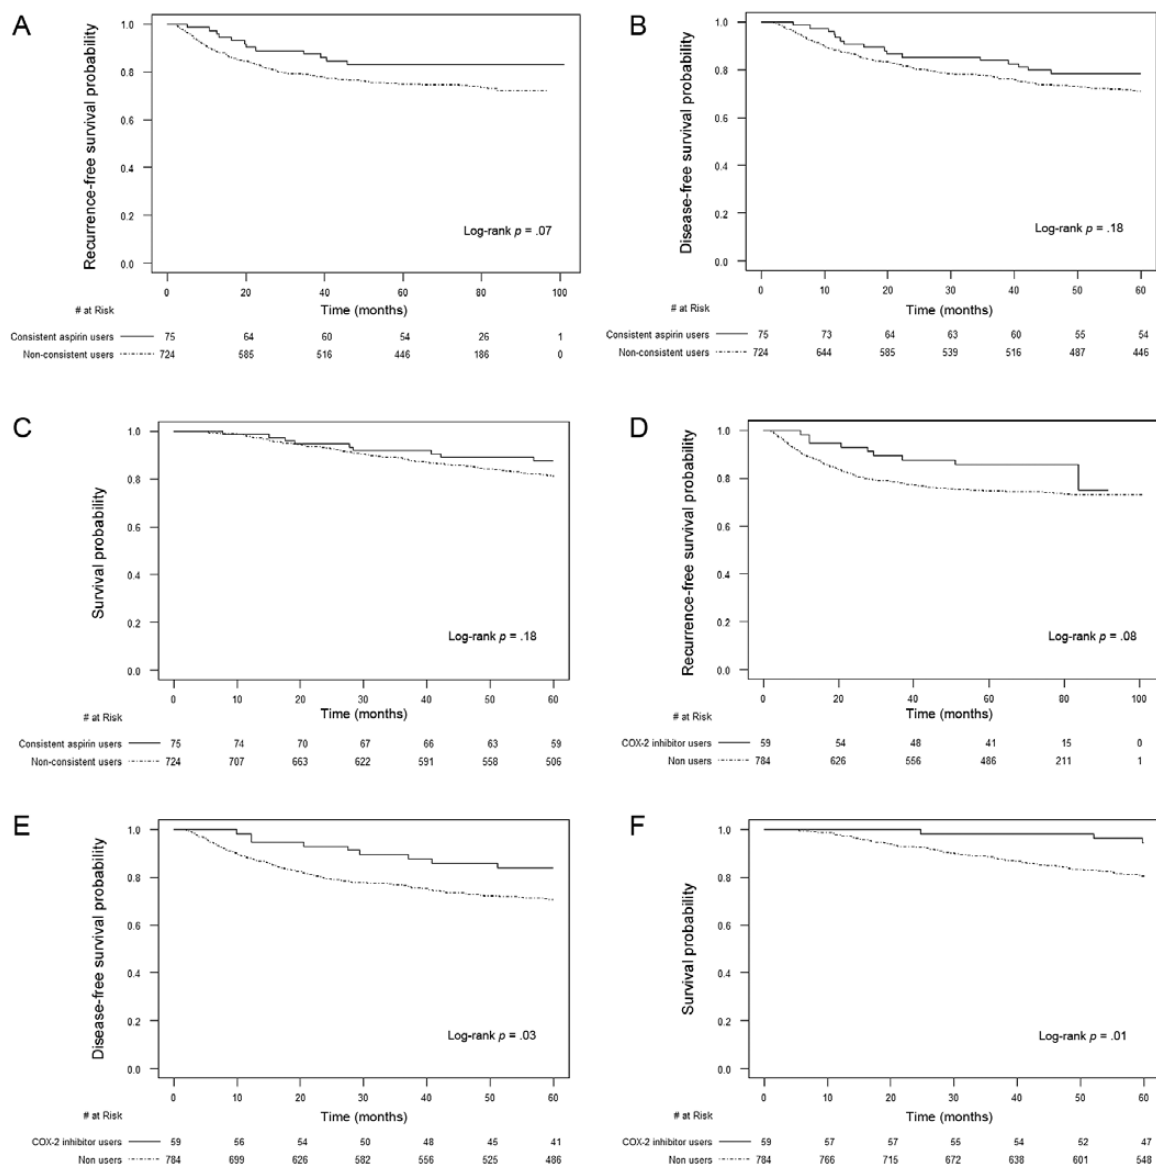 A
Recurrence-free survival probability
1.0
0.8
0.6
0.4
0.2
0.0
Log-rank p = .07
0 20 40 60 80 100
# at Risk
Time (months)
Consistent aspirin users 75 64 60 54 26 1
Non-consistent users 724 585 516 446 186 0
B
Disease-free survival probability
1.0
0.8
0.6
0.4
0.2
0.0
Log-rank p = .18
0 10 20 30 40 50 60
# at Risk
Time (months)
Consistent aspirin users 75 73 64 63 60 55 54
Non-consistent users 724 644 585 539 516 487 446
C
Survival probability
1.0
0.8
0.6
0.4
0.2
0.0
Log-rank p = .18
0 10 20 30 40 50 60
# at Risk
Time (months)
Consistent aspirin users 75 74 70 67 66 63 59
Non-consistent users 724 707 663 622 591 558 506
D
Recurrence-free survival probability
1.0
0.8
0.6
0.4
0.2
0.0
Log-rank p = .08
0 20 40 60 80 100
# at Risk
Time (months)
COX-2 inhibitor users 59 54 48 41 15 0
Non users 784 626 556 486 211 1
E
Disease-free survival probability
1.0
0.8
0.6
0.4
0.2
0.0
Log-rank p = .03
0 10 20 30 40 50 60
# at Risk
Time (months)
COX-2 inhibitor users 59 56 54 50 48 45 41
Non users 784 699 626 582 556 525 486
F
Survival probability
1.0
0.8
0.6
0.4
0.2
0.0
Log-rank p = .01
0 10 20 30 40 50 60
# at Risk
Time (months)
COX-2 inhibitor users 59 57 57 55 54 52 47
Non users 784 766 715 672 638 601 548